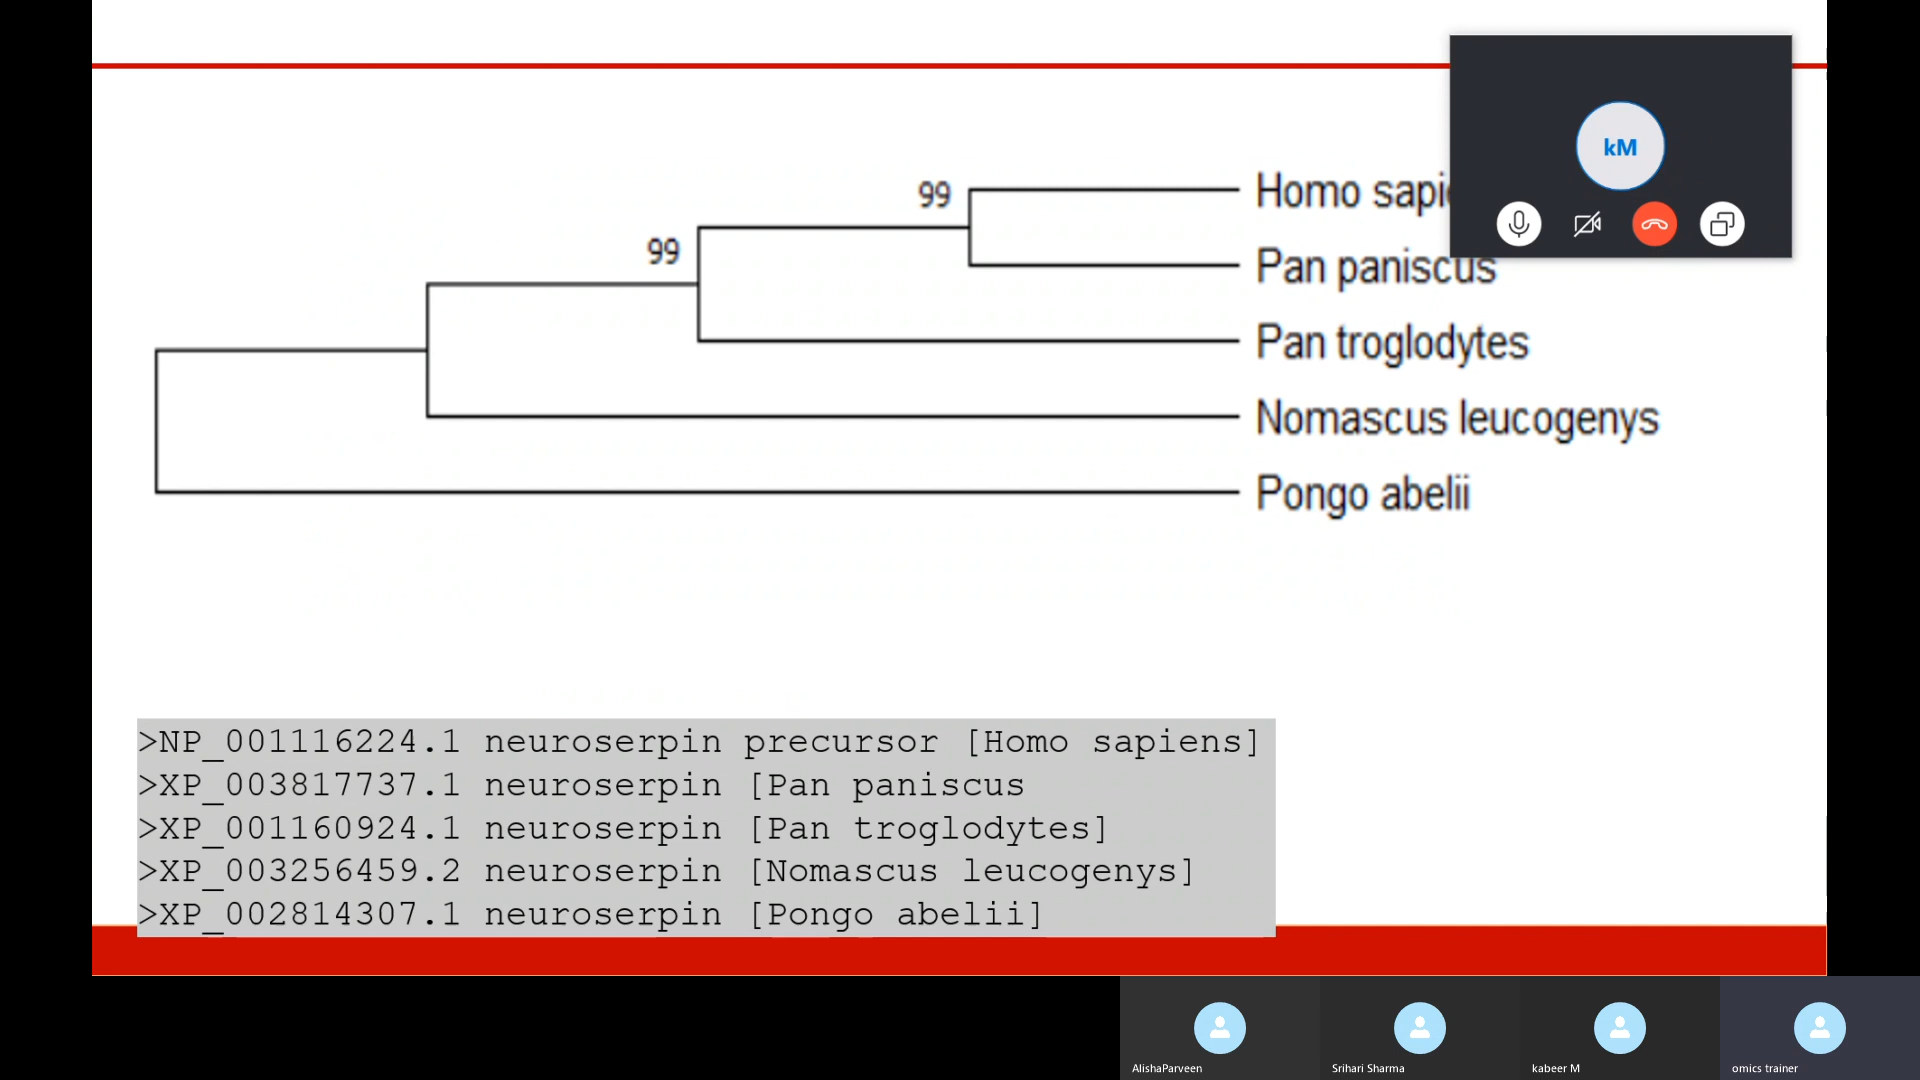 99
Homo sapi
kM
99
Pan paniscus
Pan troglodytes
Nomascus leucogenys
Pongo abelii
>NP_001116224.1 neuroserpin precursor [Homo sapiens]
>XP_003817737.1 neuroserpin [Pan paniscus
>XP_001160924.1 neuroserpin [Pan troglodytes]
>XP_003256459.2 neuroserpin [Nomascus leucogenys]
>XP_002814307.1 neuroserpin [Pongo abelii]
AlishaParveen
Srihari Sharma
kabeer M
omics trainer